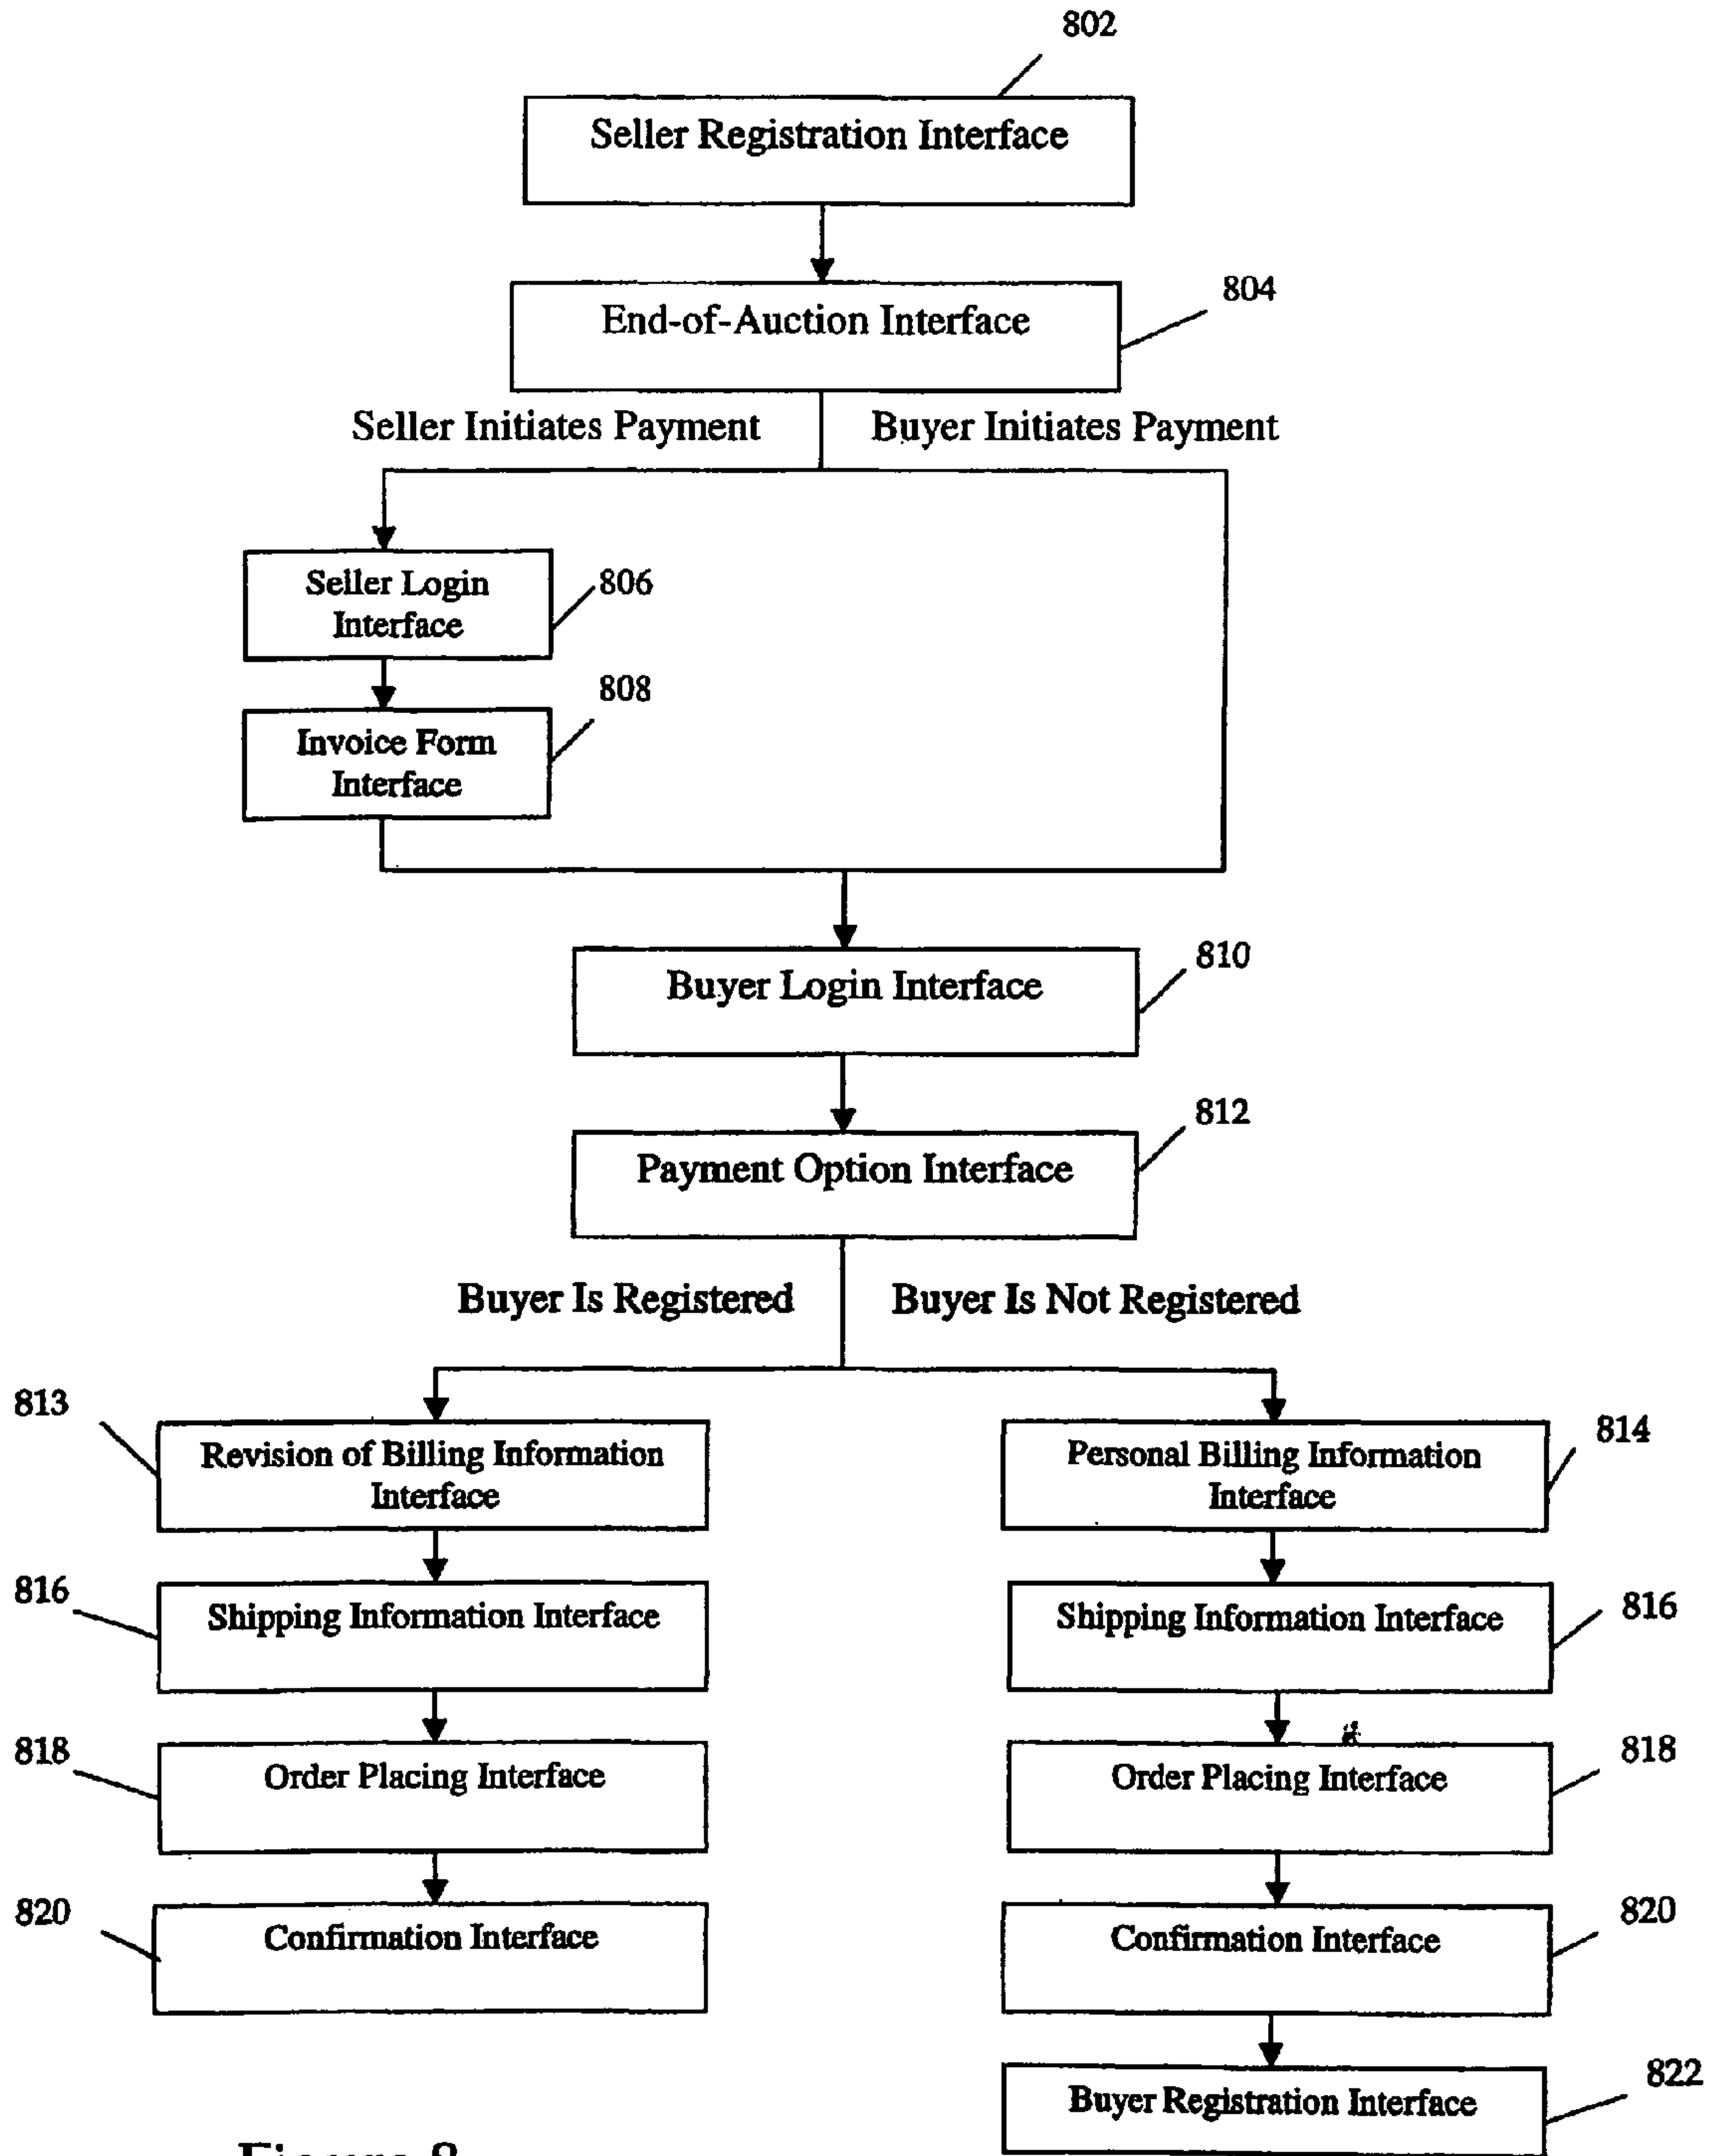 802
Seller Registration Interface
804
End-of-Auction Interface
Seller Initiates Payment
Buyer Initiates Payment
Seller Login
Interface
806
808
Invoice Form
Interface
810
Buyer Login Interface
812
Payment Option Interface
Buyer Is Registered
Buyer Is Not Registered
813
Revision of Billing Information
Interface
Personal Billing Information
Interface
814
816
Shipping Information Interface
Shipping Information Interface
816
818
Order Placing Interface
Order Placing Interface
818
820
Confirmation Interface
Confirmation Interface
820
Buyer Registration Interface
822
Figure 8